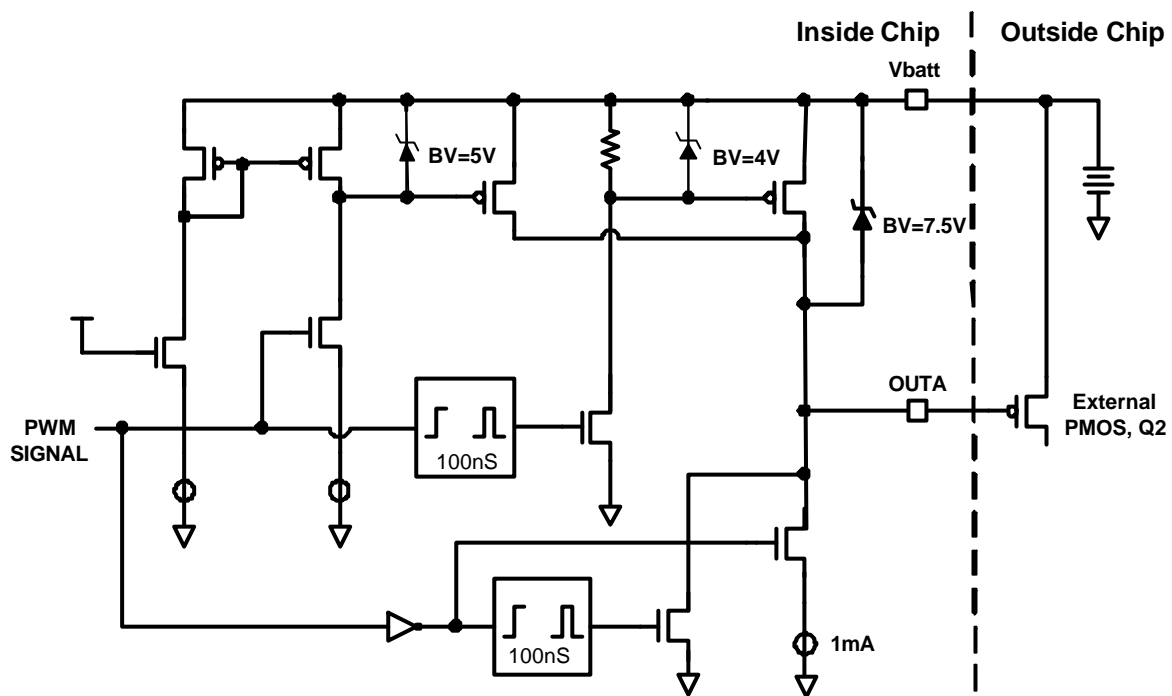 Inside Chip
Outside Chip
Vbatt
BV=5V
BV=4V
BV=7.5V
OUTA
PWM
SIGNAL
100nS
External
PMOS, Q2
100nS
1mA